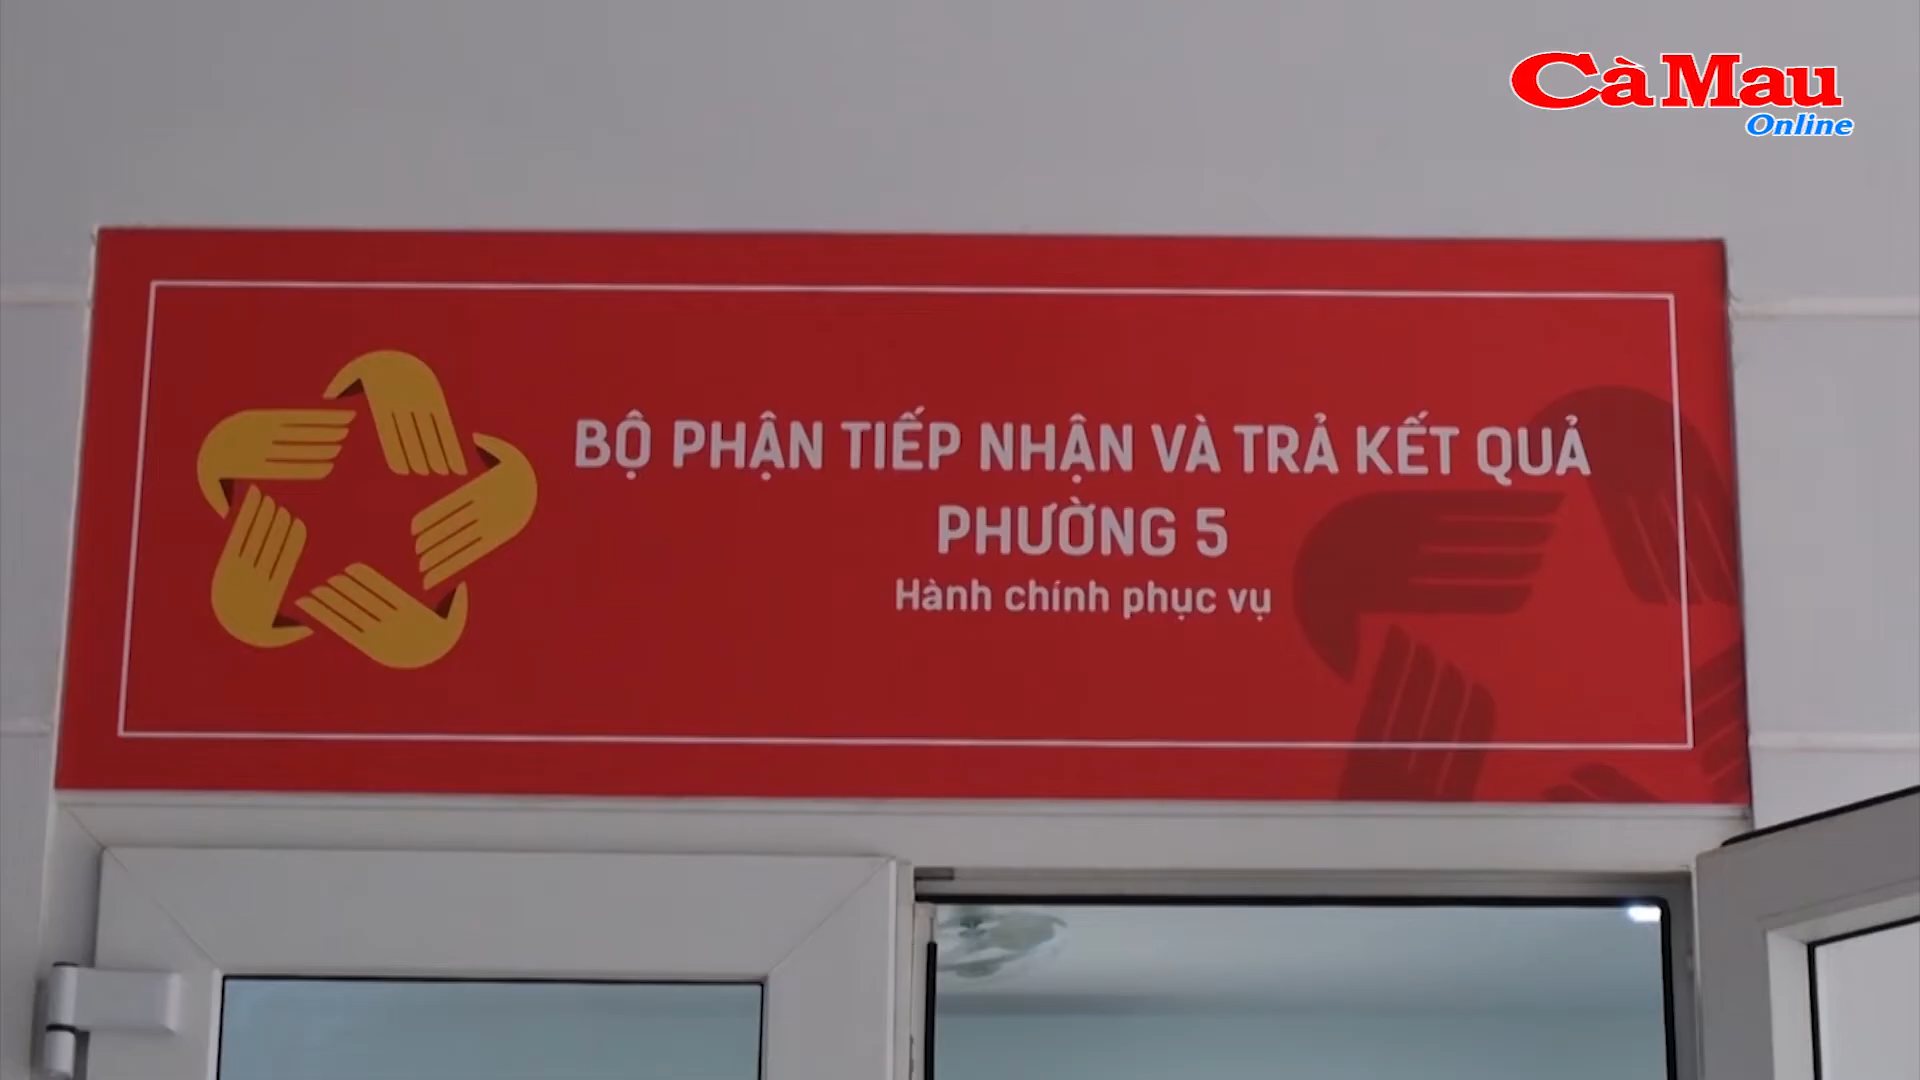 Cà Mau
Online
BỘ PHẬN TIẾP NHẬN VÀ TRẢ KẾT QUẢ
PHƯỜNG 5
Hành chính phục vụ